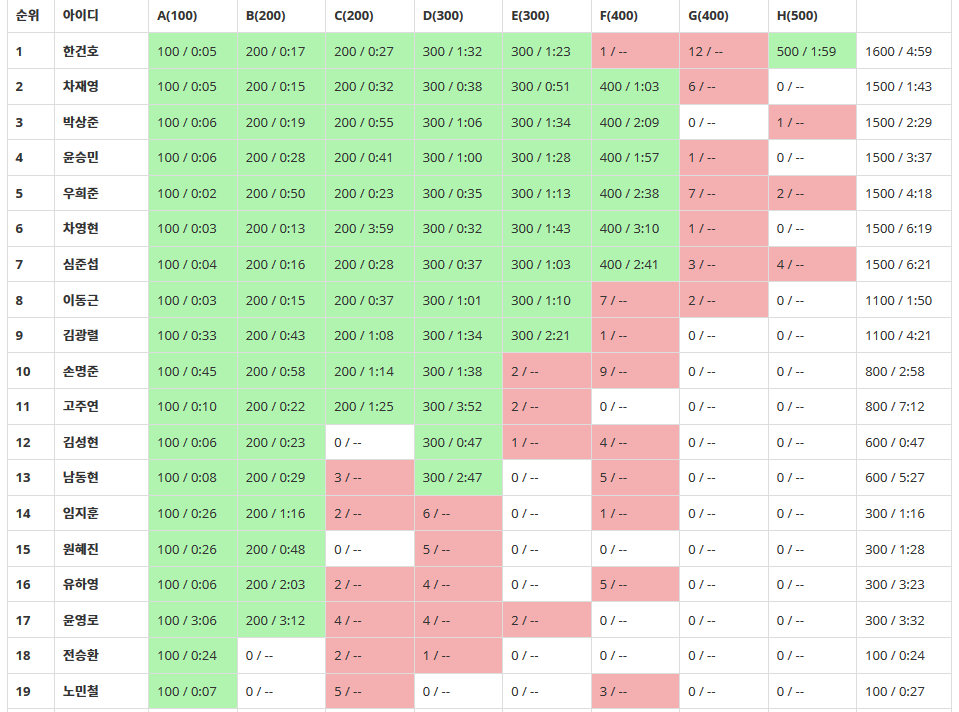 순위 아이디 A(100) B(200) C(200) D(300) E(300) F(400) G(400) H(500)
1 한건호 100 / 0:05 200 / 0:17 200 / 0:27 300 / 1:32 300 / 1:23 1 / -- 12 / -- 500 / 1:59 1600 / 4:59
2 차재영 100 / 0:05 200 / 0:15 200 / 0:32 300 / 0:38 300 / 0:51 400 / 1:03 6 / -- 0 / -- 1500 / 1:43
3 박상준 100 / 0:06 200 / 0:19 200 / 0:55 300 / 1:06 300 / 1:34 400 / 2:09 0 / -- 1 / -- 1500 / 2:29
4 윤승민 100 / 0:06 200 / 0:28 200 / 0:41 300 / 1:00 300 / 1:28 400 / 1:57 1 / -- 0 / -- 1500 / 3:37
5 우희준 100 / 0:02 200 / 0:50 200 / 0:23 300 / 0:35 300 / 1:13 400 / 2:38 7 / -- 2 / -- 1500 / 4:18
6 차영현 100 / 0:03 200 / 0:13 200 / 3:59 300 / 0:32 300 / 1:43 400 / 3:10 1 / -- 0 / -- 1500 / 6:19
7 심준섭 100 / 0:04 200 / 0:16 200 / 0:28 300 / 0:37 300 / 1:03 400 / 2:41 3 / -- 4 / -- 1500 / 6:21
8 이동근 100 / 0:03 200 / 0:15 200 / 0:37 300 / 1:01 300 / 1:10 7 / -- 2 / -- 0 / -- 1100 / 1:50
9 김광렬 100 / 0:33 200 / 0:43 200 / 1:08 300 / 1:34 300 / 2:21 1 / -- 0 / -- 0 / -- 1100 / 4:21
10 손명준 100 / 0:45 200 / 0:58 200 / 1:14 300 / 1:38 2 / -- 9 / -- 0 / -- 0 / -- 800 / 2:58
11 고주연 100 / 0:10 200 / 0:22 200 / 1:25 300 / 3:52 2 / -- 0 / -- 0 / -- 0 / -- 800 / 7:12
12 김성현 100 / 0:06 200 / 0:23 0 / -- 300 / 0:47 1 / -- 4 / -- 0 / -- 0 / -- 600 / 0:47
13 남동현 100 / 0:08 200 / 0:29 3 / -- 300 / 2:47 0 / -- 5 / -- 0 / -- 0 / -- 600 / 5:27
14 임지훈 100 / 0:26 200 / 1:16 2 / -- 6 / -- 0 / -- 1 / -- 0 / -- 0 / -- 300 / 1:16
15 원혜진 100 / 0:26 200 / 0:48 0 / -- 5 / -- 0 / -- 0 / -- 0 / -- 0 / -- 300 / 1:28
16 유하영 100 / 0:06 200 / 2:03 2 / -- 4 / -- 0 / -- 5 / -- 0 / -- 0 / -- 300 / 3:23
17 윤영로 100 / 3:06 200 / 3:12 4 / -- 4 / -- 2 / -- 0 / -- 0 / -- 0 / -- 300 / 3:32
18 전승환 100 / 0:24 0 / -- 2 / -- 1 / -- 0 / -- 0 / -- 0 / -- 0 / -- 100 / 0:24
19 노민철 100 / 0:07 0 / -- 5 / -- 0 / -- 0 / -- 3 / -- 0 / -- 0 / -- 100 / 0:27